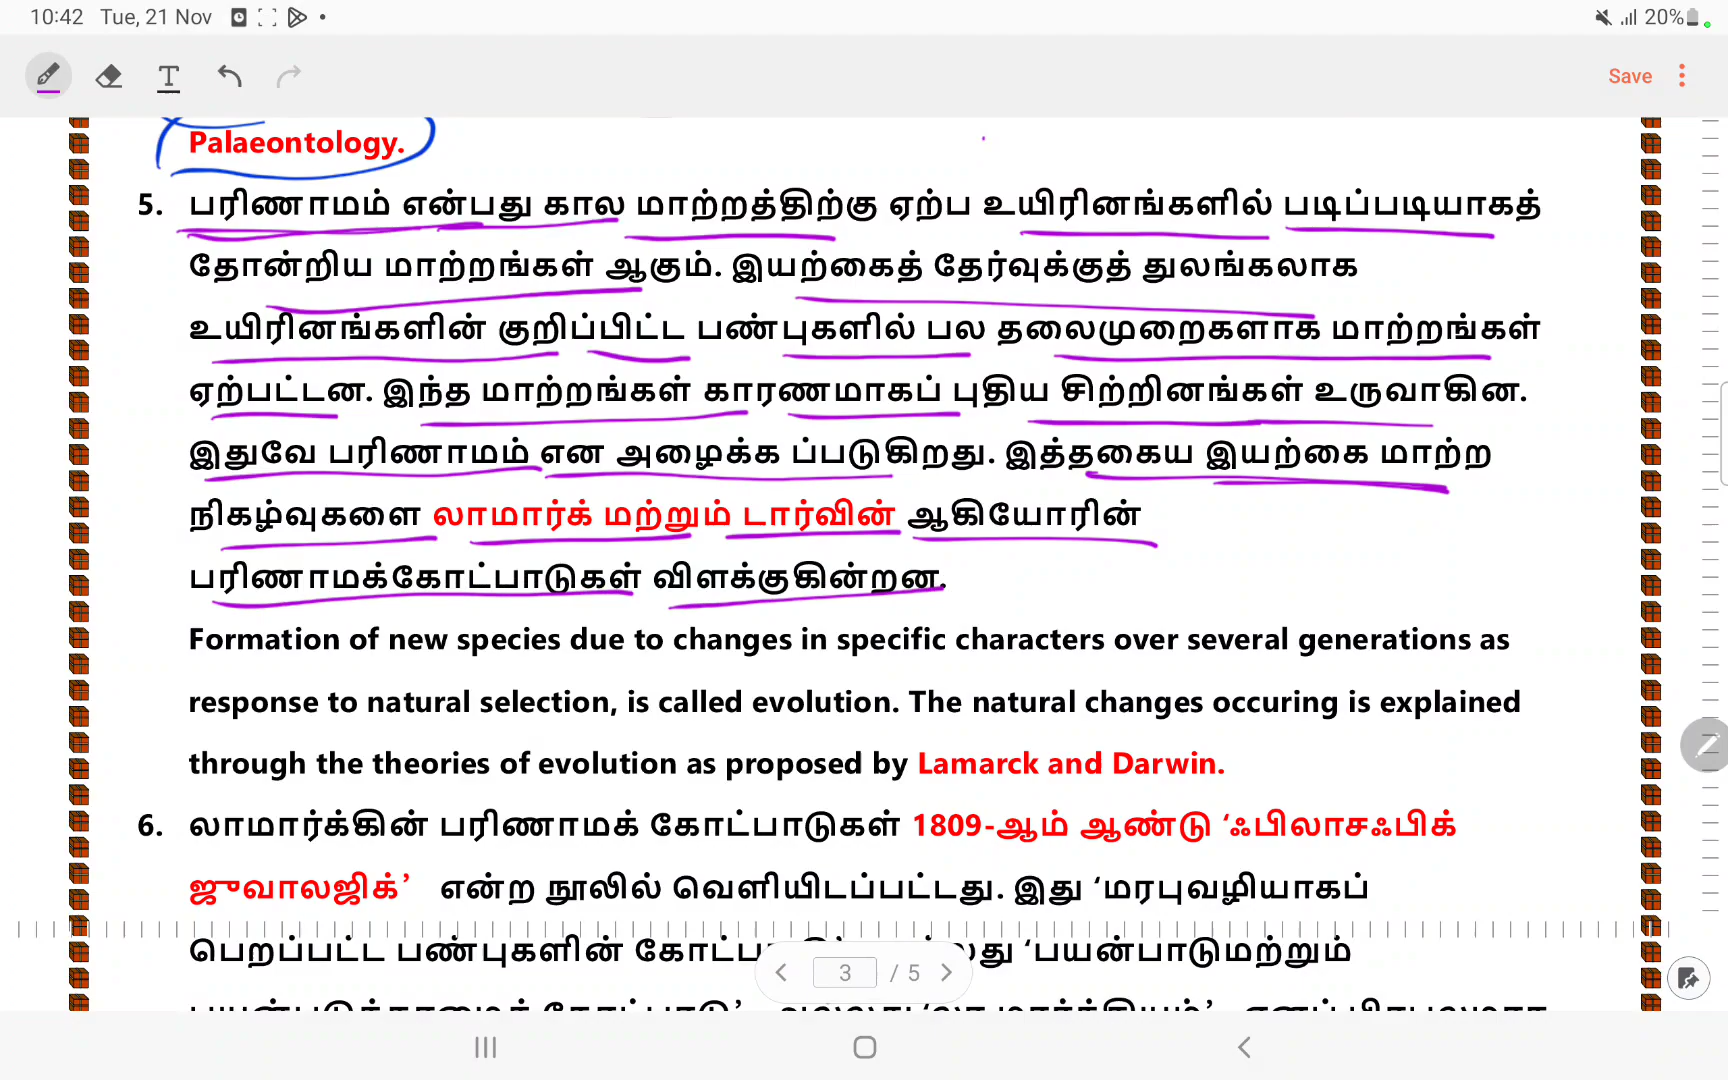 10:42 Tue, 21 Nov
20%
Save
Palaeontology.
5. பரிணாமம் என்பது கால மாற்றத்திற்கு ஏற்ப உயிரினங்களில் படிப்படியாகத்
தோன்றிய மாற்றங்கள் ஆகும். இயற்கைத் தேர்வுக்குத் துலங்கலாக
உயிரினங்களின் குறிப்பிட்ட பண்புகளில் பல தலைமுறைகளாக மாற்றங்கள்
ஏற்பட்டன. இந்த மாற்றங்கள் காரணமாகப் புதிய சிற்றினங்கள் உருவாகின.
இதுவே பரிணாமம் என அழைக்க ப்படுகிறது. இத்தகைய இயற்கை மாற்ற
நிகழ்வுகளை லாமார்க் மற்றும் டார்வின் ஆகியோரின்
பரிணாமக்கோட்பாடுகள் விளக்குகின்றன.
Formation of new species due to changes in specific characters over several generations as
response to natural selection, is called evolution. The natural changes occuring is explained
through the theories of evolution as proposed by Lamarck and Darwin.
6. லாமார்க்கின் பரிணாமக் கோட்பாடுகள் 1809-ஆம் ஆண்டு ‘ஃபிலாசஃபிக்
ஜுவாலஜிக்’ என்ற நூலில் வெளியிடப்பட்டது. இது ‘மரபுவழியாகப்
பெறப்பட்ட பண்புகளின் ‘பயன்பாடுமற்றும்
3 / 5